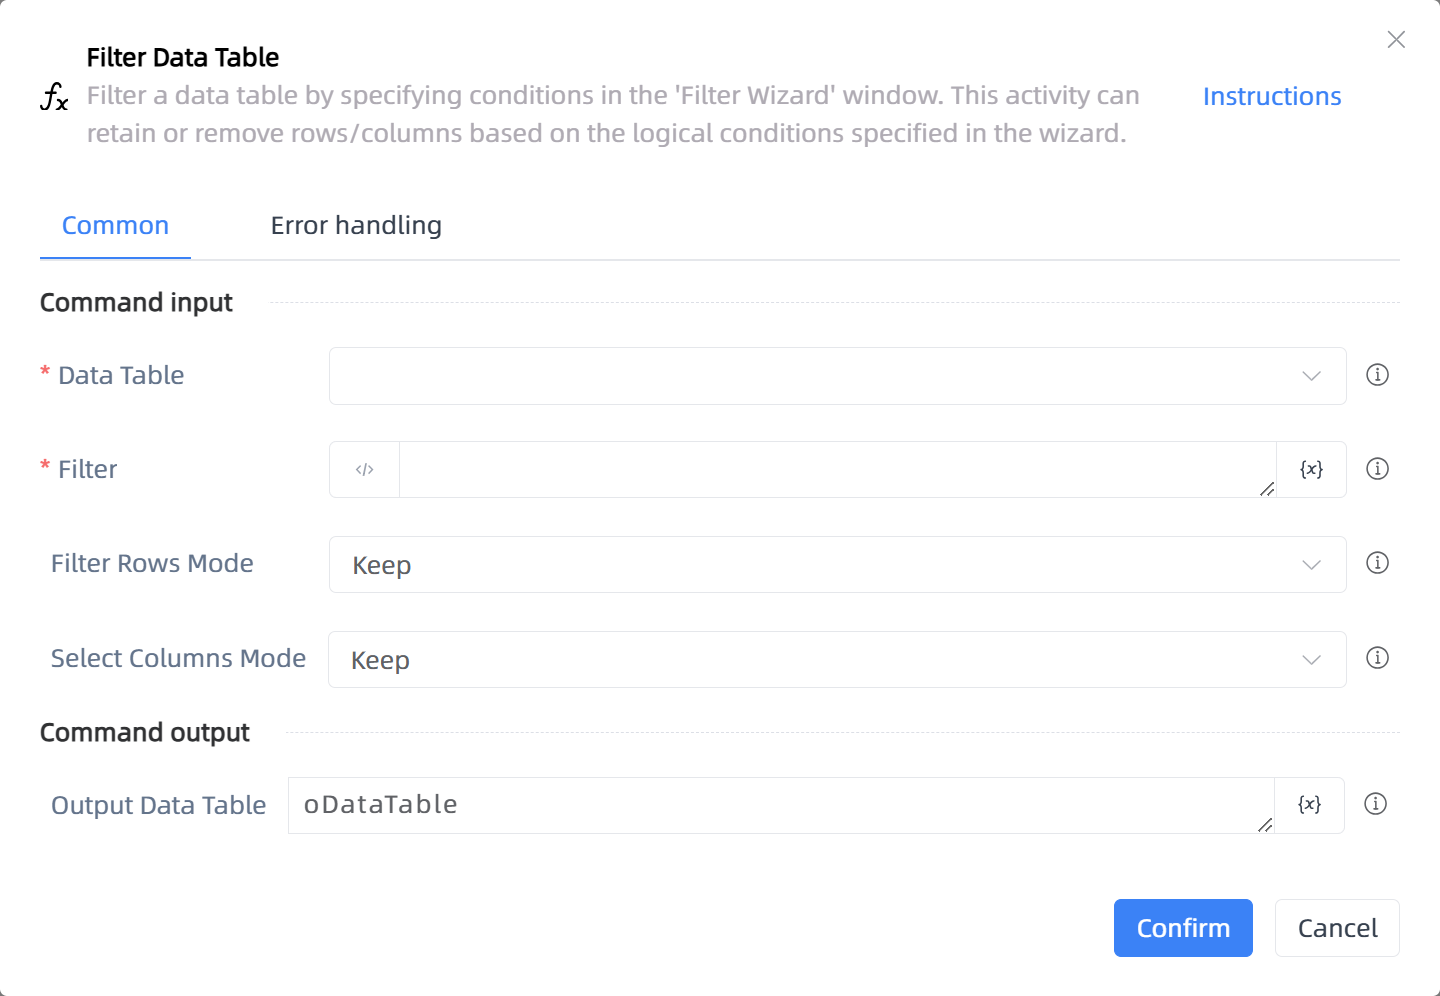 Filter Data Table
Filter a data table by specifying conditions in the 'Filter Wizard' window. This activity can
retain or remove rows/columns based on the logical conditions specified in the wizard.
Instructions
Common
Error handling
Command input
* Data Table
* Filter
</>
{x}
Filter Rows Mode
Keep
Select Columns Mode
Keep
Command output
Output Data Table
oDataTable
{x}
Confirm
Cancel